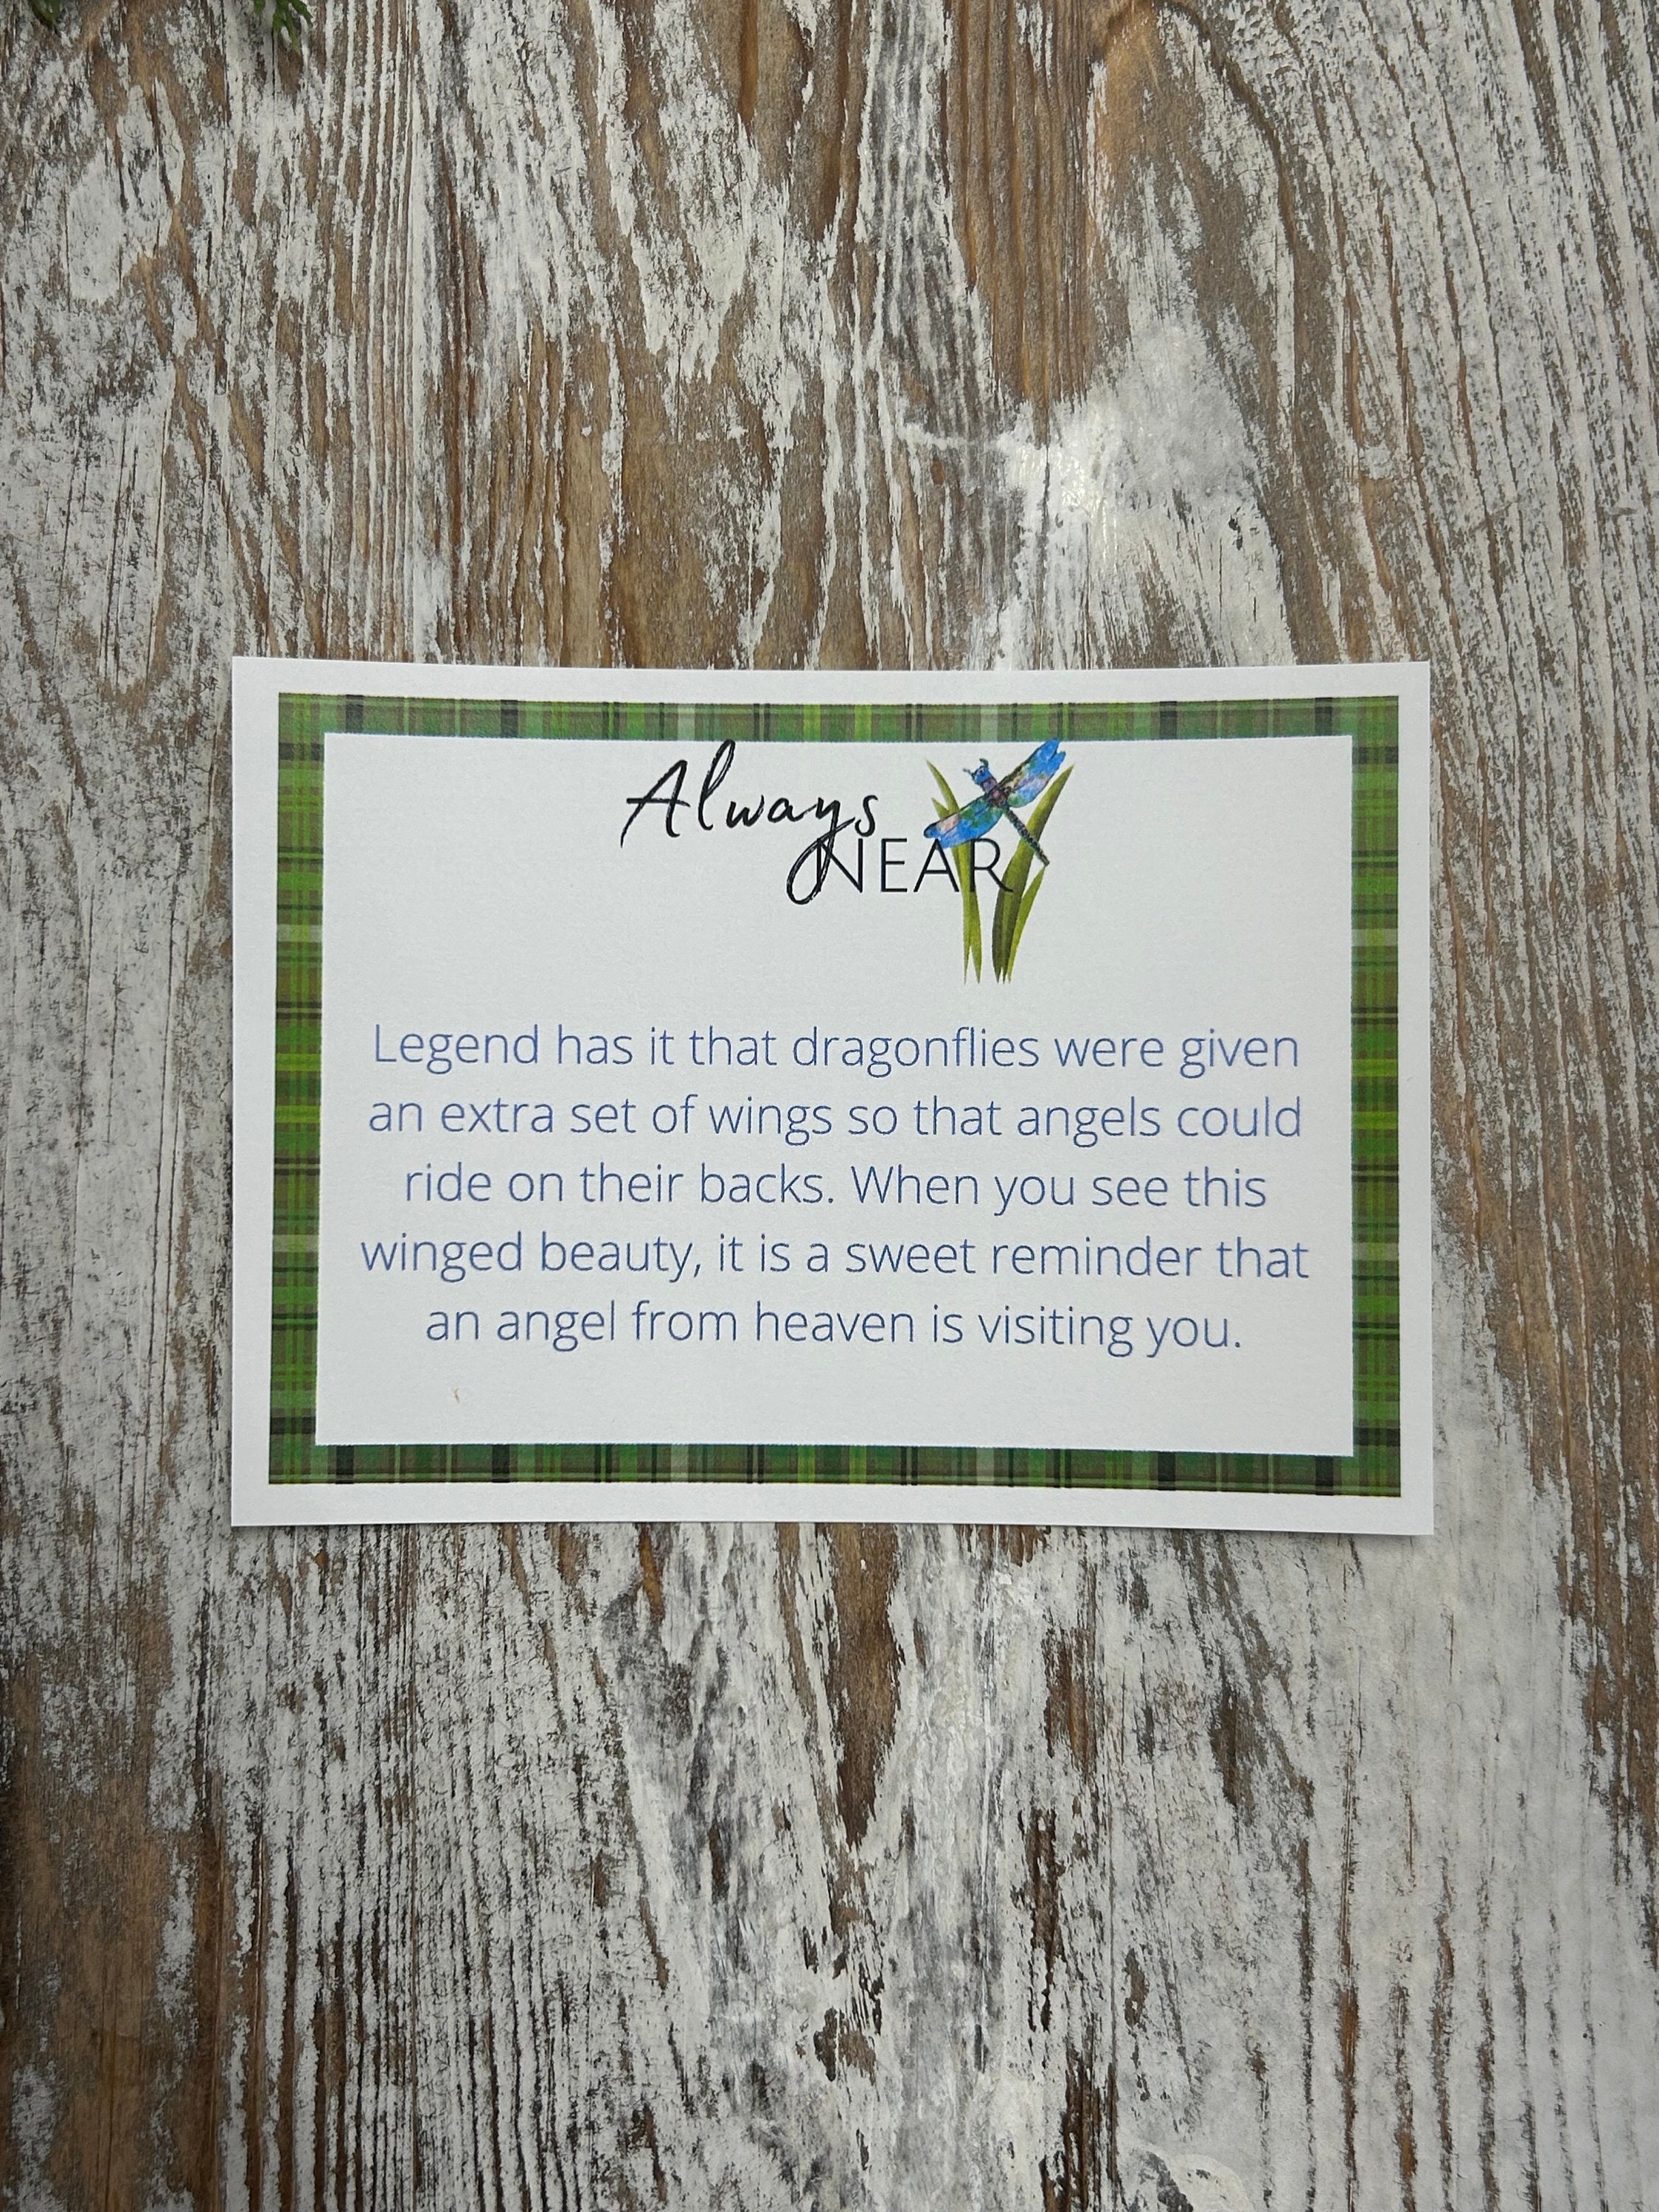 Always
NEAR
Legend has it that dragonflies were given
an extra set of wings so that angels could
ride on their backs. When you see this
winged beauty, it is a sweet reminder that
an angel from heaven is visiting you.